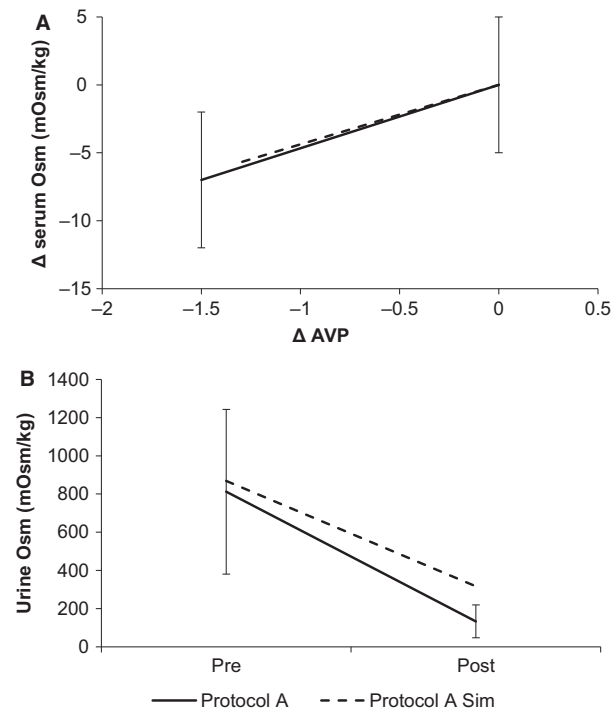 A
Δ serum Osm (mOsm/kg)
5
0
−5
−10
−15
−2
−1.5
−1
−0.5
0
0.5
Δ AVP
B
Urine Osm (mOsm/kg)
1400
1200
1000
800
600
400
200
0
Pre
Post
Protocol A
Protocol A Sim